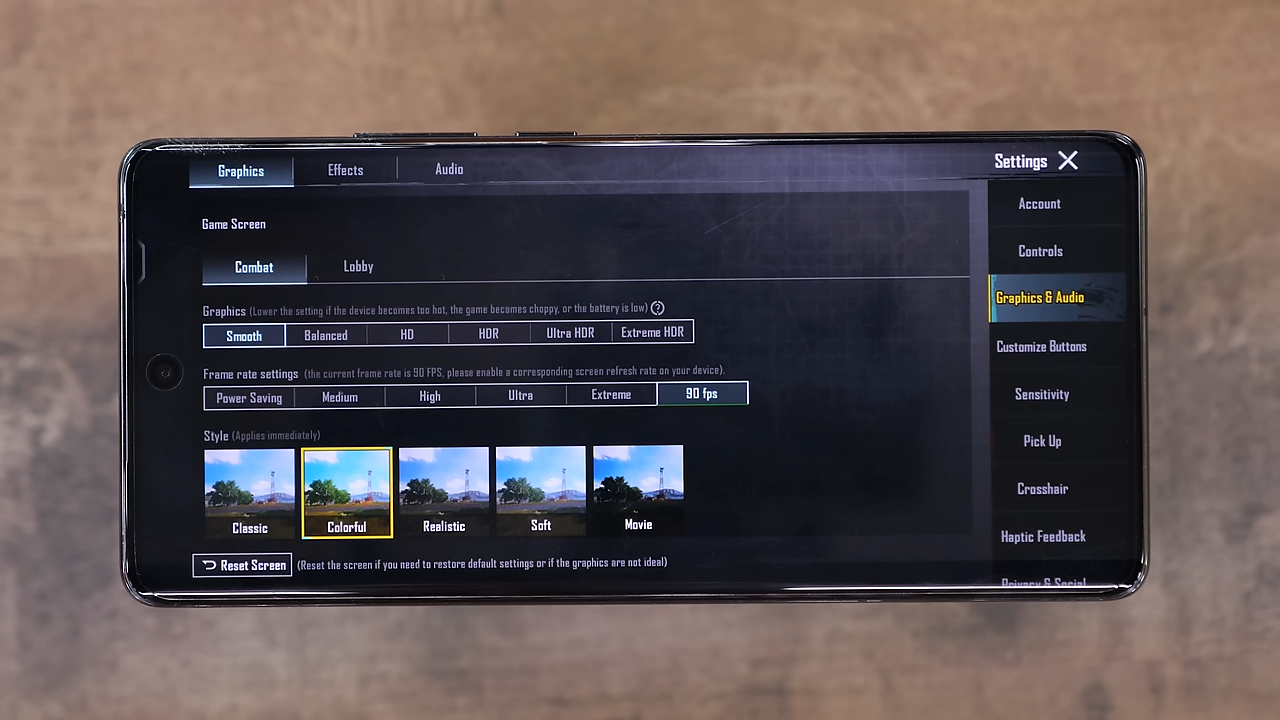 Graphics Effects Audio
Settings
Game Screen
Combat Lobby
Graphics (Lower the setting if the device becomes too hot, the game becomes choppy, or the battery is low) ?
Smooth Balanced HD HDR Ultra HDR Extreme HDR
Frame rate settings (the current frame rate is 90 FPS, please enable a corresponding screen refresh rate on your device).
Power Saving Medium High Ultra Extreme 90 fps
Style (Applies immediately)
Classic Colorful Realistic Soft Movie
Reset Screen (Reset the screen if you need to restore default settings or if the graphics are not ideal)
Account
Controls
Graphics & Audio
Customize Buttons
Sensitivity
Pick Up
Crosshair
Haptic Feedback
Privacy & Social